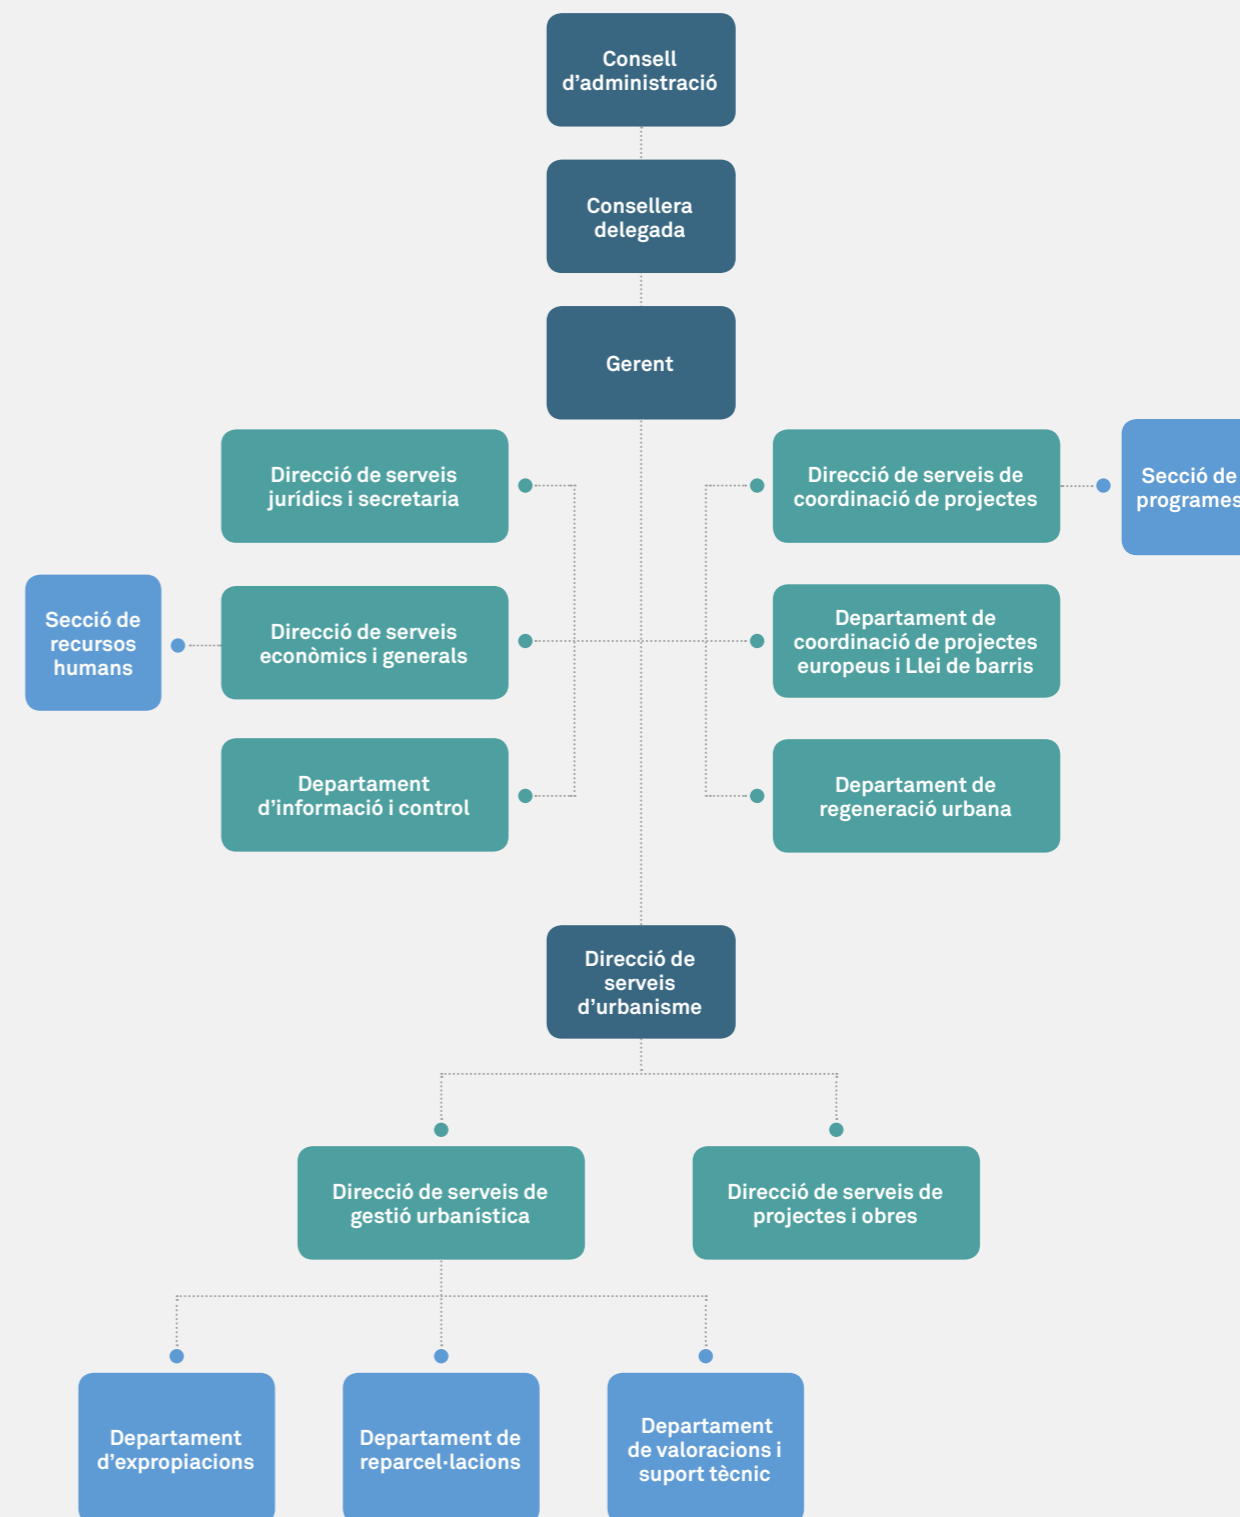 Consell
d’administració
Consellera
delegada
Gerent
Direcció de serveis
jurídics i secretaria
Direcció de serveis de
coordinació de projectes
Secció de
programes
Secció de
recursos
humans
Direcció de serveis
econòmics i generals
Departament de
coordinació de projectes
europeus i Llei de barris
Departament
d’informació i control
Departament de
regeneració urbana
Direcció de
serveis
d’urbanisme
Direcció de serveis de
gestió urbanística
Direcció de serveis de
projectes i obres
Departament
d’expropiacions
Departament de
reparcel·lacions
Departament
de valoracions i
suport tècnic